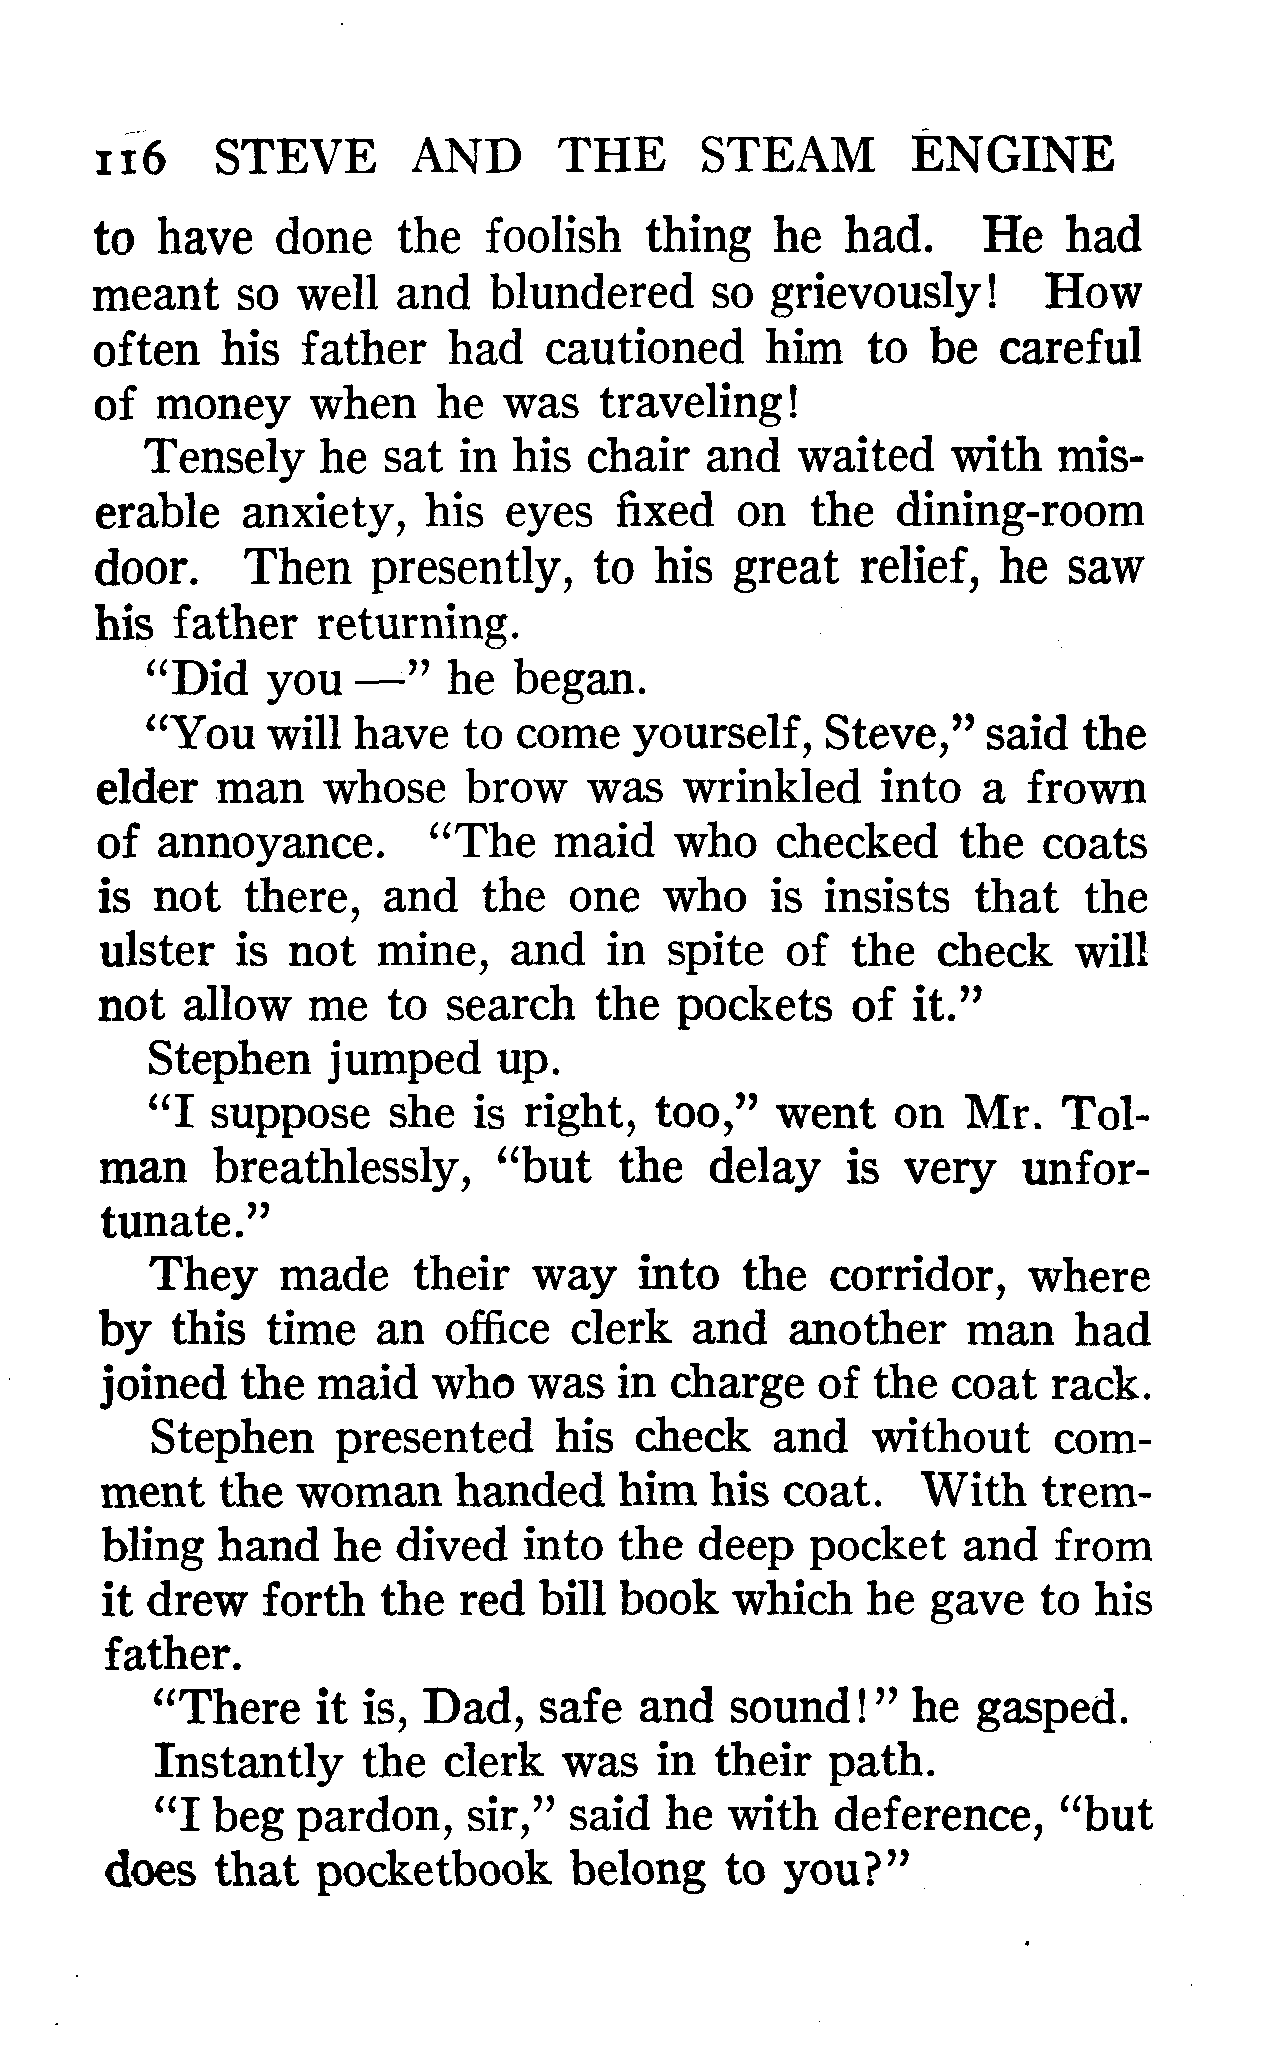 116 STEVE AND THE STEAM ENGINE
to have done the foolish thing he had. He had
meant so well and blundered so grievously! How
often his father had cautioned him to be careful
of money when he was traveling!
Tensely he sat in his chair and waited with mis-
erable anxiety, his eyes fixed on the dining-room
door. Then presently, to his great relief, he saw
his father returning.
“Did you —” he began.
“You will have to come yourself, Steve,” said the
elder man whose brow was wrinkled into a frown
of annoyance. “The maid who checked the coats
is not there, and the one who is insists that the
ulster is not mine, and in spite of the check will
not allow me to search the pockets of it.”
Stephen jumped up.
“I suppose she is right, too,” went on Mr. Tol-
man breathlessly, “but the delay is very unfor-
tunate.”
They made their way into the corridor, where
by this time an office clerk and another man had
joined the maid who was in charge of the coat rack.
Stephen presented his check and without com-
ment the woman handed him his coat. With trem-
bling hand he dived into the deep pocket and from
it drew forth the red bill book which he gave to his
father.
“There it is, Dad, safe and sound!” he gasped.
Instantly the clerk was in their path.
“I beg pardon, sir,” said he with deference, “but
does that pocketbook belong to you?”